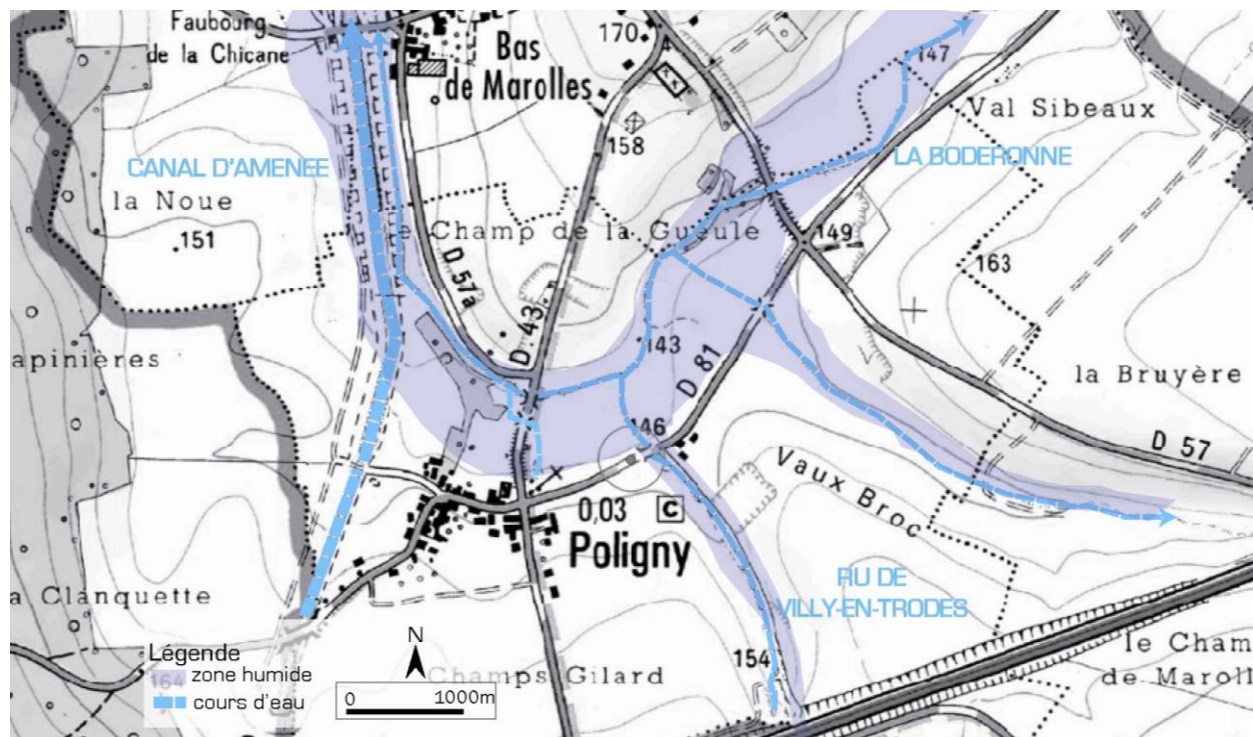 Faubourg
de la Chicane
Bas
de Marolles
170
147
Val Sibeaux
158
CANAL D'AMENEE
LA BODERONNE
la Noue
151
e Champ de la Gueule
149
163
D 57a
D 43
143
D 81
apinières
la Bruyère
146
D 57
Vaux Broc
0,03
C
Poligny
a Clanquette
RU DE
VILLY-EN-TRODES
154
le Cham
de Maroll
Champs Gilard
Légende
164
zone humide
cours d'eau
N
0
1000m